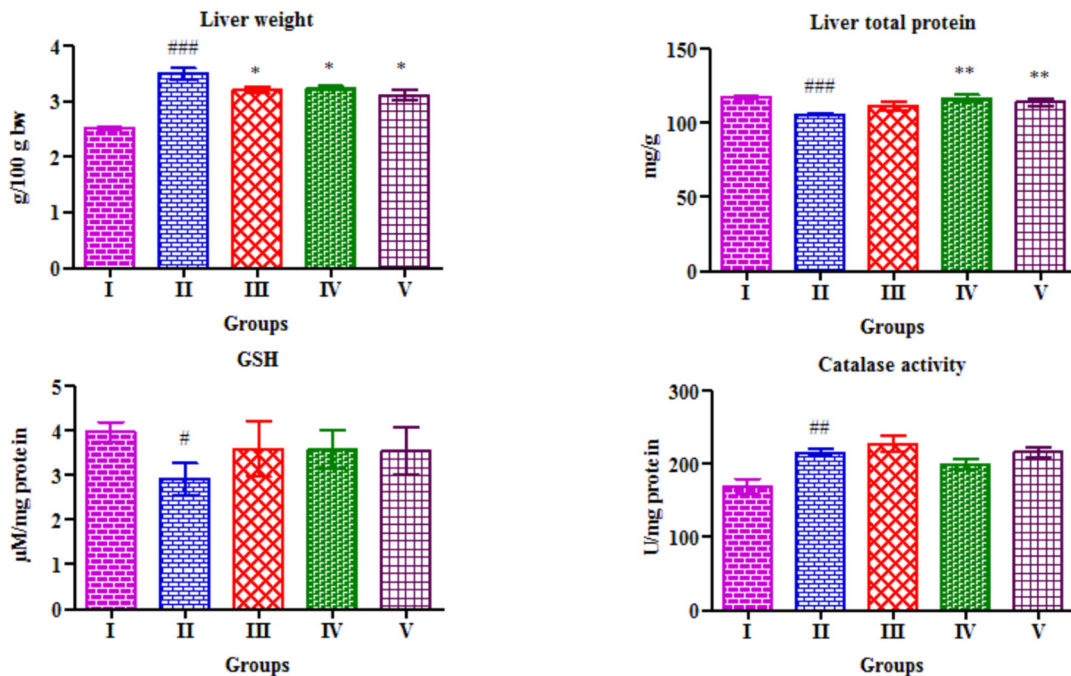 Liver weight
g/100 g bw
4
3
2
1
0
###
*
*
*
I
II
III
IV
V
Groups
Liver total protein
mg/g
150
100
50
0
###
**
**
I
II
III
IV
V
Groups
GSH
µM/mg protein
5
4
3
2
1
0
#
I
II
III
IV
V
Groups
Catalase activity
U/mg protein
300
200
100
0
##
I
II
III
IV
V
Groups